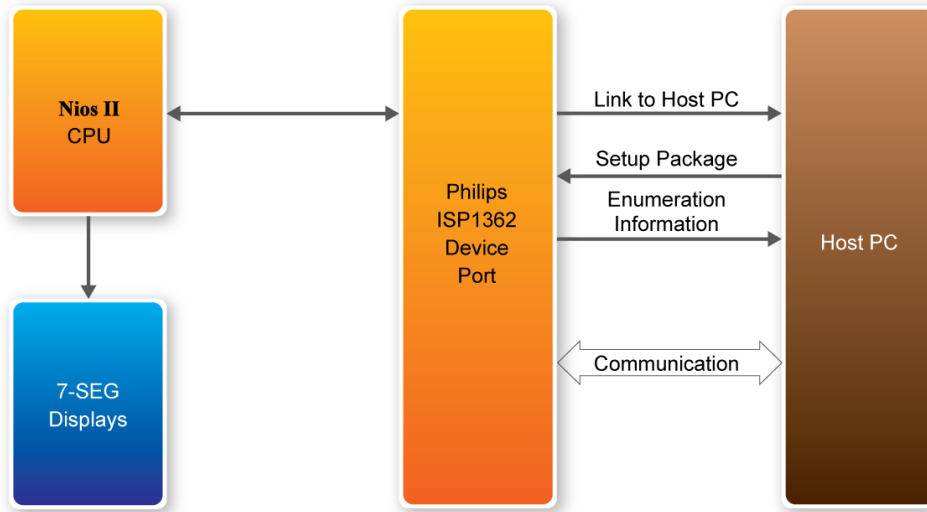 Nios II
CPU
7-SEG
Displays
Philips
ISP1362
Device
Port
Link to Host PC
Setup Package
Enumeration
Information
Communication
Host PC